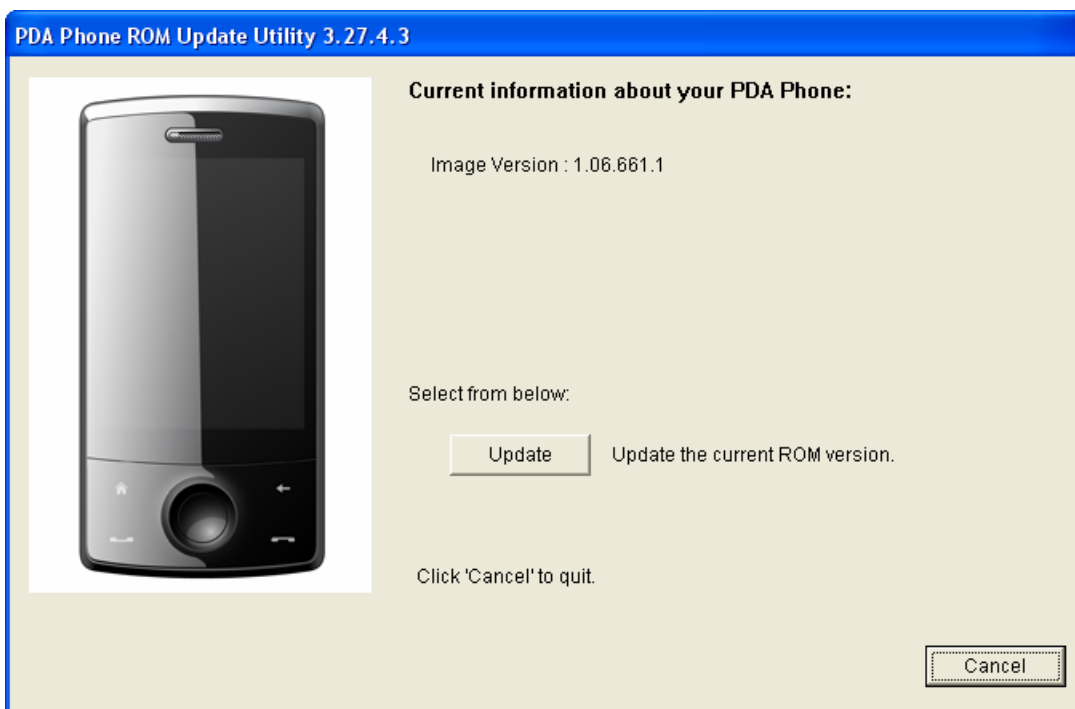 PDA Phone ROM Update Utility 3.27.4.3
Current information about your PDA Phone:
Image Version : 1.06.661.1
Select from below:
Update
Update the current ROM version.
Click 'Cancel' to quit.
Cancel